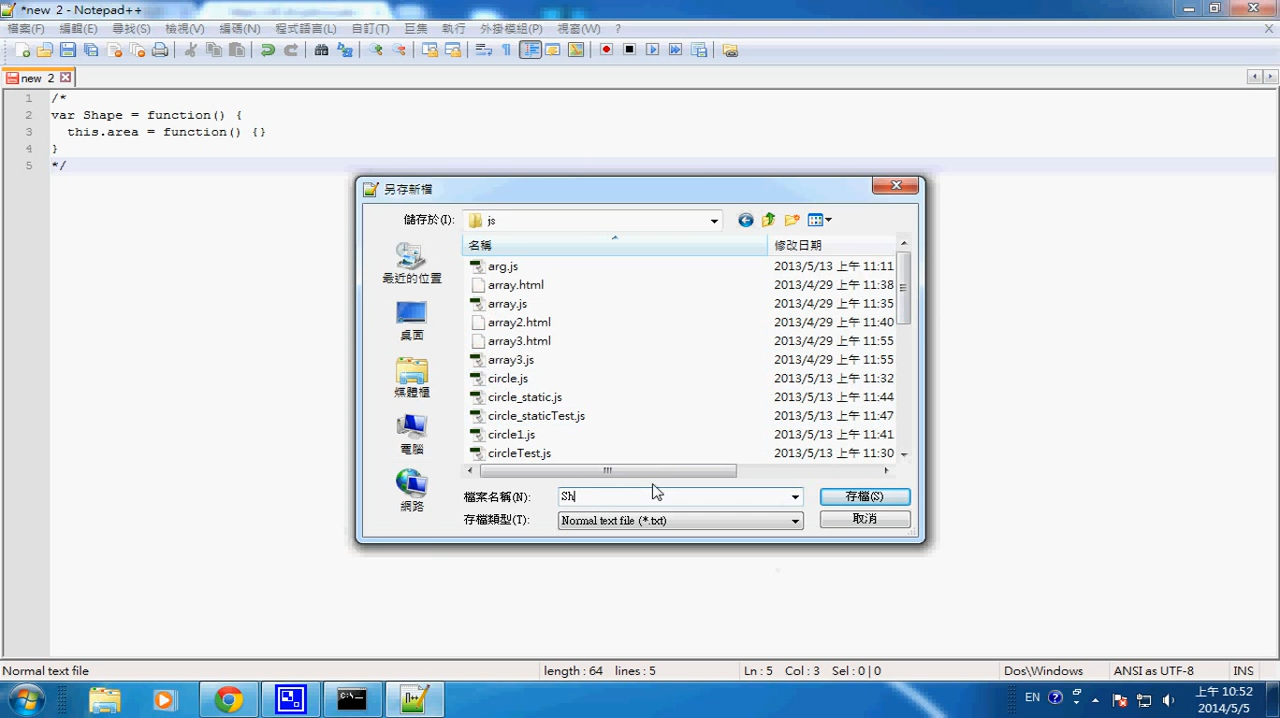 *new 2 - Notepad++
檔案(F) 編輯(E) 尋找(S) 檢視(V) 編碼(N) 程式語言(L) 自訂(T) 巨集 執行 外掛模組(P) 視窗(W) ?
new 2
1 /*
2 var Shape = function() {
3 this.area = function() {}
4 }
5 */
另存新檔
儲存於(I): js
名稱 修改日期
arg.js 2013/5/13 上午 11:11
array.html 2013/4/29 上午 11:38
array.js 2013/4/29 上午 11:35
array2.html 2013/4/29 上午 11:40
array3.html 2013/4/29 上午 11:55
array3.js 2013/4/29 上午 11:55
circle.js 2013/5/13 上午 11:32
circle_static.js 2013/5/13 上午 11:44
circle_staticTest.js 2013/5/13 上午 11:47
circle1.js 2013/5/13 上午 11:41
circleTest.js 2013/5/13 上午 11:30
最近的位置
桌面
媒體櫃
電腦
網路
檔案名稱(N): Sh 存檔(S)
存檔類型(T): Normal text file (*.txt) 取消
Normal text file length : 64 lines : 5 Ln : 5 Col : 3 Sel : 0 | 0 Dos\Windows ANSI as UTF-8 INS
EN 上午 10:52
2014/5/5